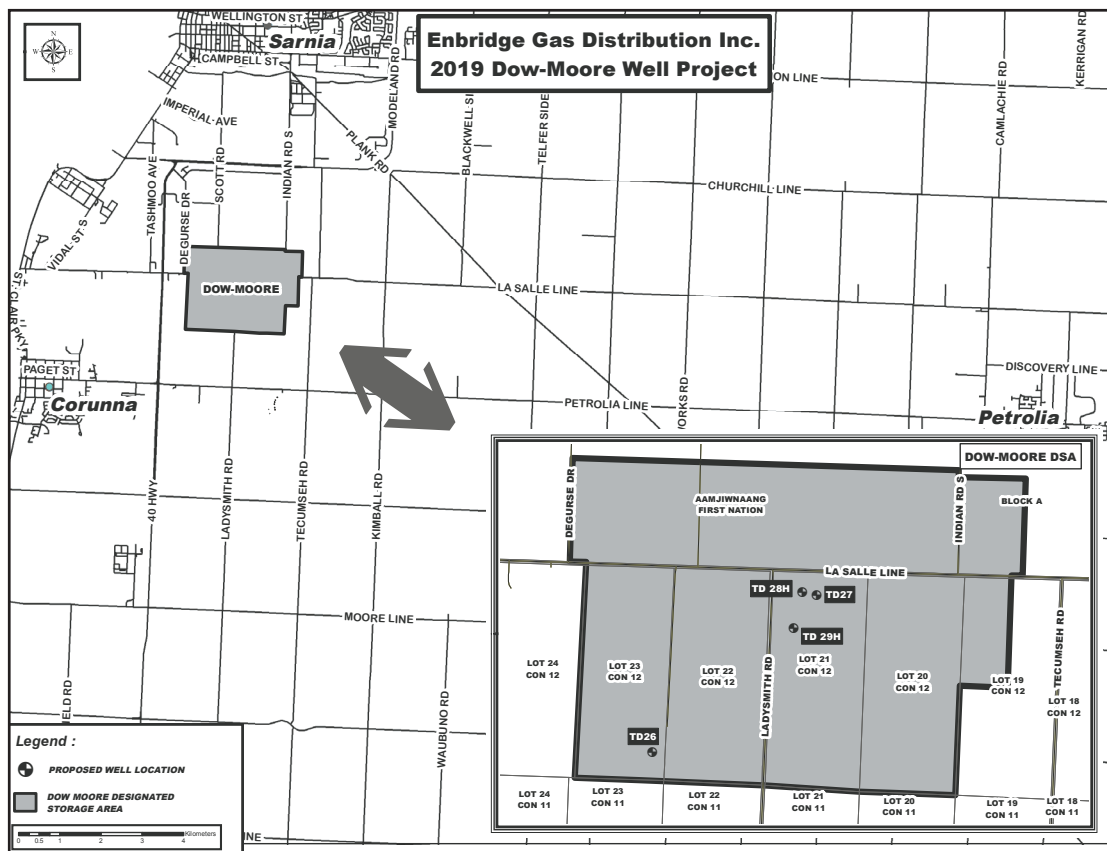 WELLINGTON ST
Sarnia
CAMPBELL ST
Enbridge Gas Distribution Inc.
2019 Dow-Moore Well Project
ON LINE
KERRIGAN RD
CAMLACHIE RD
MODELAND RD
BLACKWELL SI
TELFER SIDE
IMPERIAL AVE
PLANK RD
TASHMOO AVE
SCOTT RD
INDIAN RD S
CHURCHILL LINE
DEGURSE DR
VIDAL ST S
DOW-MOORE
LA SALLE LINE
ST. CLAIR PKY
PAGET ST
Corunna
DISCOVERY LINE
PETROLIA LINE
Petrolia
ORKS RD
40 HWY
LADYSMITH RD
TECUMSEH RD
KIMBALL RD
MOORE LINE
WAUBUNO RD
IELD RD
INE
DOW-MOORE DSA
DEGURSE DR
AAMJIWNAANG
FIRST NATION
INDIAN RD S
BLOCK A
LA SALLE LINE
TD 28H
TD27
TD 29H
LADYSMITH RD
TECUMSEH RD
LOT 24
CON 12
LOT 23
CON 12
LOT 22
CON 12
LOT 21
CON 12
LOT 20
CON 12
LOT 19
CON 12
LOT 18
CON 12
TD26
LOT 24
CON 11
LOT 23
CON 11
LOT 22
CON 11
LOT 21
CON 11
LOT 20
CON 11
LOT 19
CON 11
LOT 18
CON 11
Legend :
PROPOSED WELL LOCATION
DOW MOORE DESIGNATED
STORAGE AREA
Kilometers
0 0.5 1 2 3 4
N
W E
S